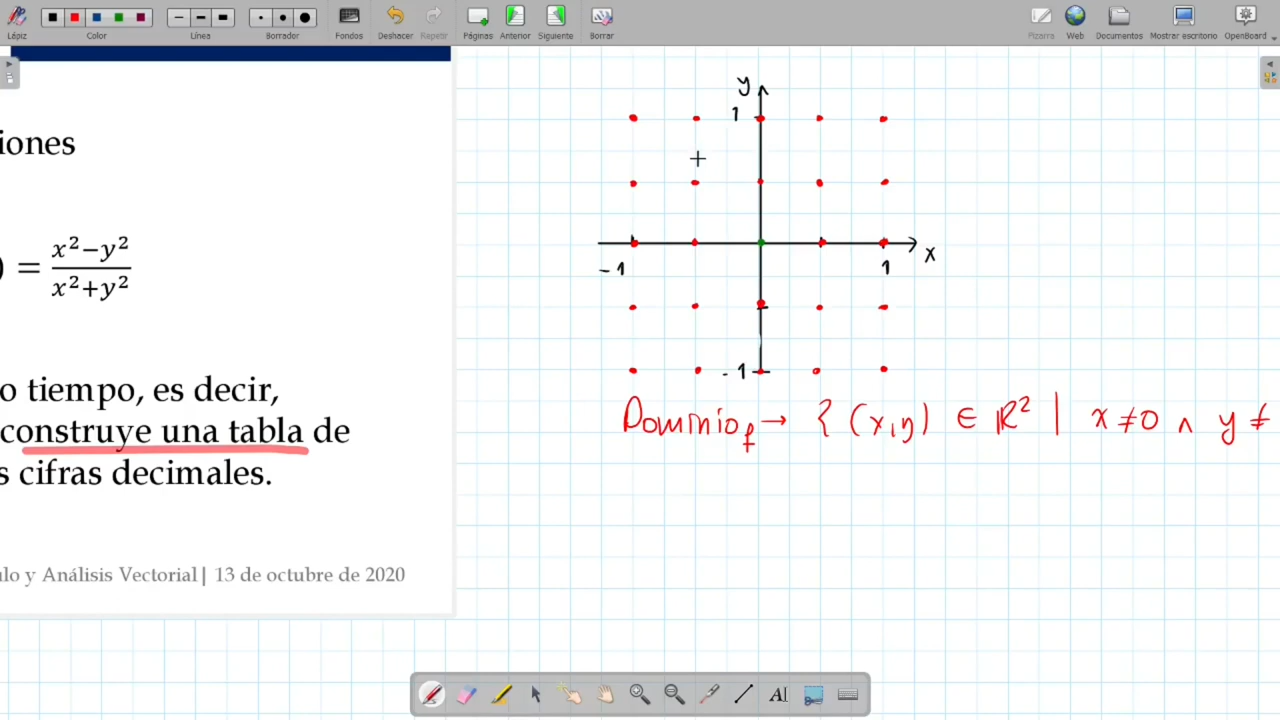 Lápiz Color Línea Borrador Fondos Deshacer Repetir Páginas Anterior Siguiente Borrar Pizarra Web Documentos Mostrar escritorio OpenBoard
iones
) = x²−y² / x²+y²
o tiempo, es decir,
construye una tabla de
s cifras decimales.
ulo y Análisis Vectorial| 13 de octubre de 2020
y
1
-1
1
x
-1
Dominio f → { (x,y) ∈ ℝ² | x ≠ 0 ∧ y ≠
AI